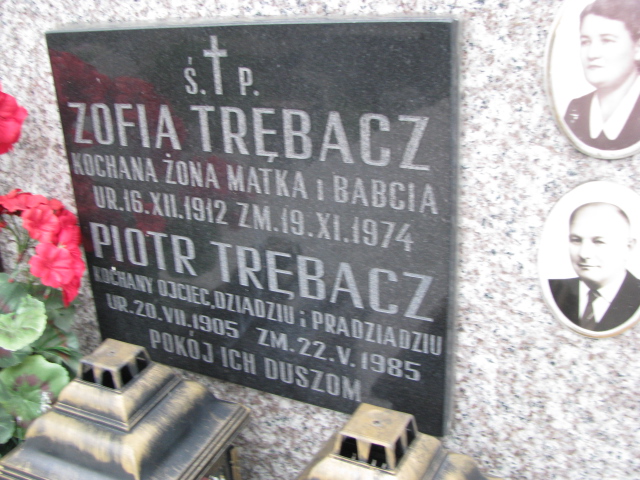 Ś.✝P.
ZOFIA TRĘBACZ
KOCHANA ŻONA MATKA i BABCIA
UR.16.XII.1912 ZM.19.XI.1974
PIOTR TRĘBACZ
KOCHANY OJCIEC,DZIADZIU i PRADZIADZIU
UR.20.VII.1905 ZM.22.V.1985
POKÓJ ICH DUSZOM